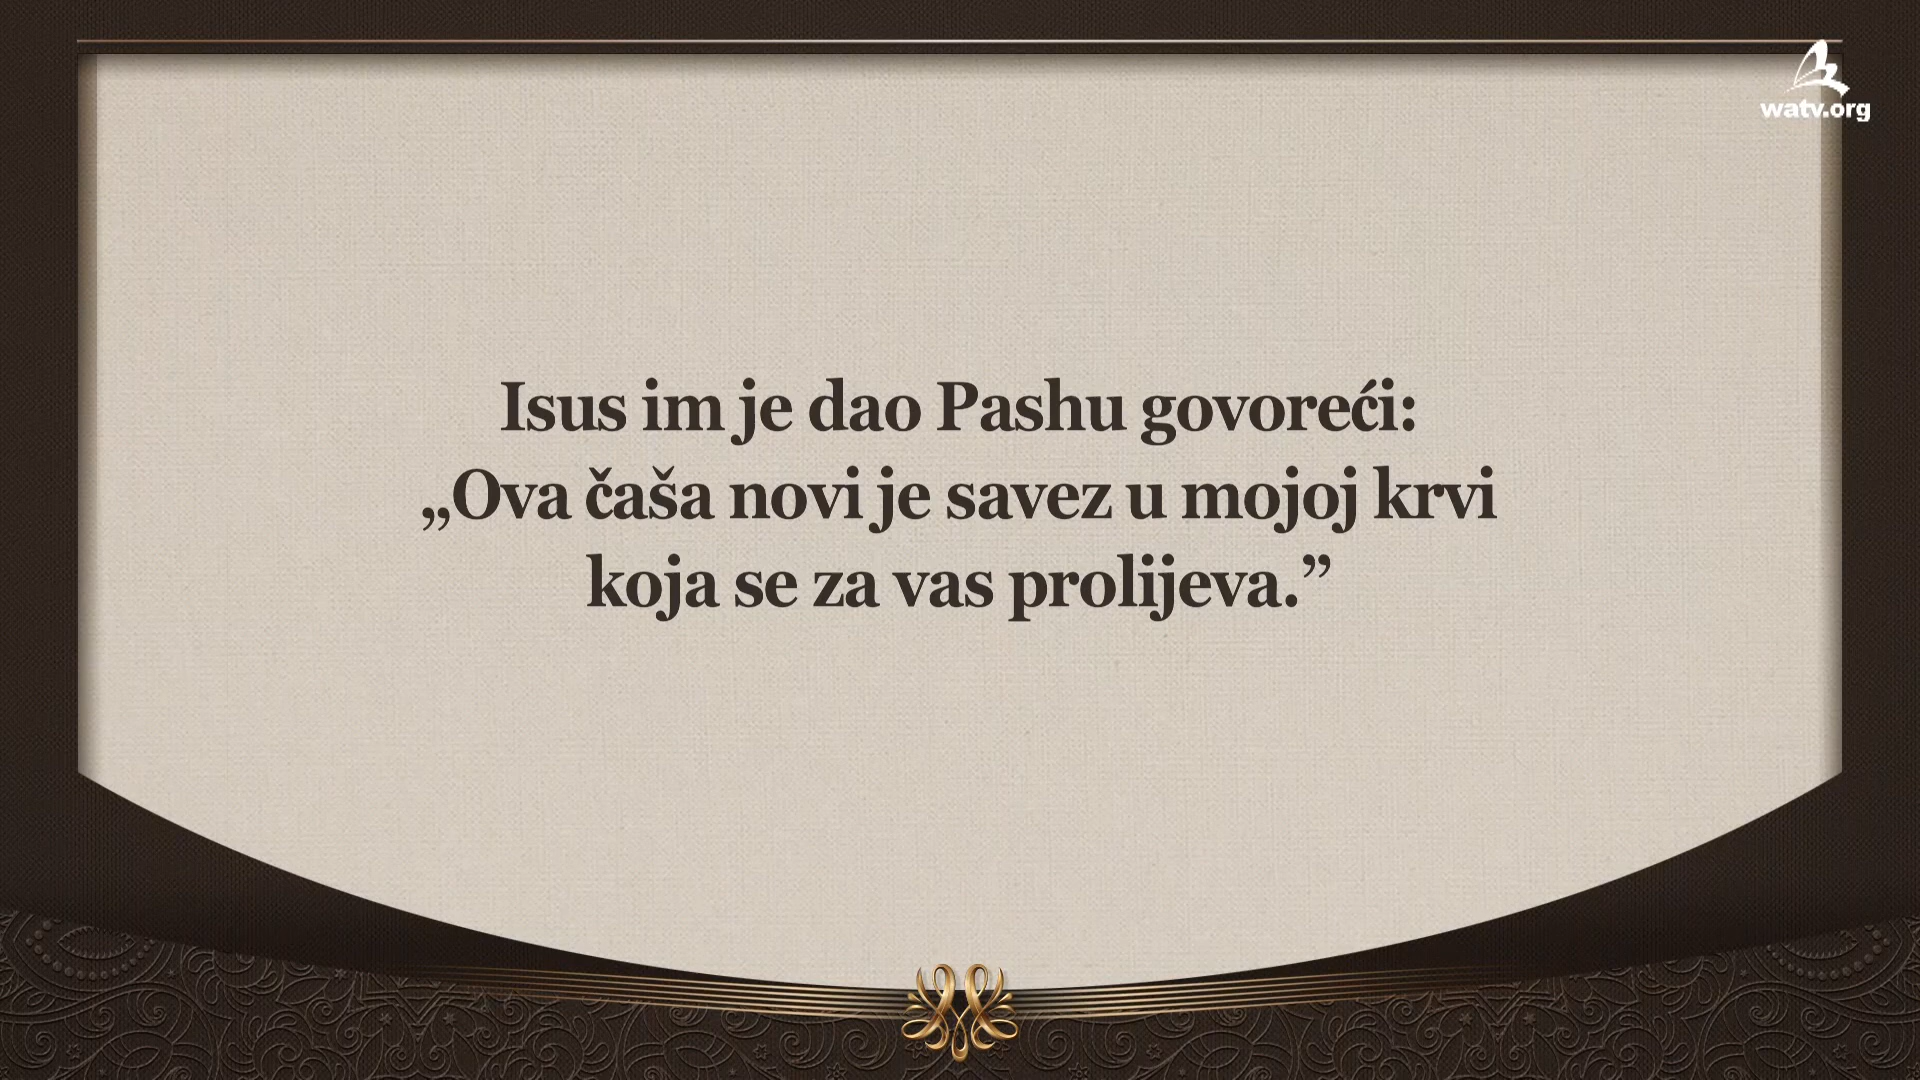 watv.org
Isus im je dao Pashu govoreći:
„Ova čaša novi je savez u mojoj krvi
koja se za vas prolijeva.”